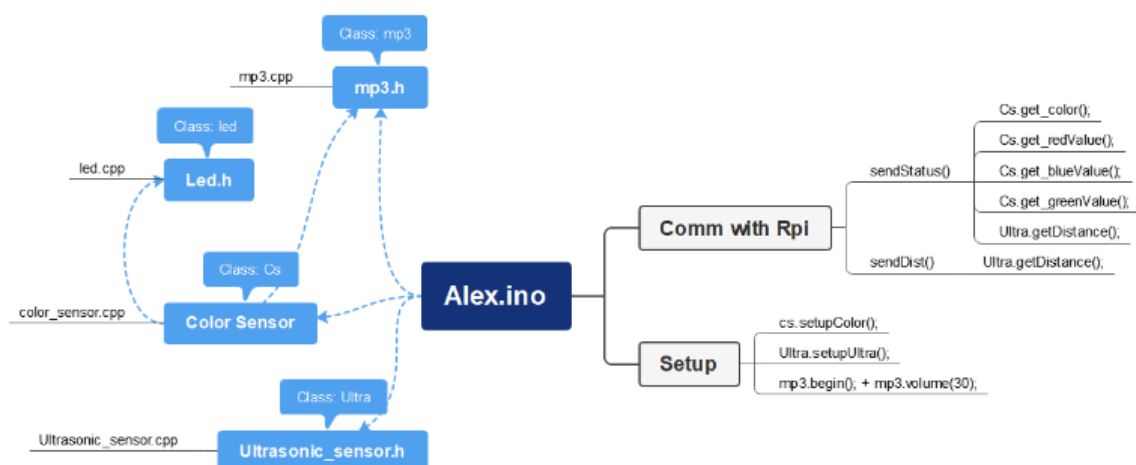 Class: mp3
mp3.cpp
mp3.h
Class: led
led.cpp
Led.h
Class: Cs
color_sensor.cpp
Color Sensor
Class: Ultra
Ultrasonic_sensor.cpp
Ultrasonic_sensor.h
Alex.ino
Comm with Rpi
sendStatus()
Cs.get_color();
Cs.get_redValue();
Cs.get_blueValue();
Cs.get_greenValue();
Ultra.getDistance();
sendDist()
Ultra.getDistance();
Setup
cs.setupColor();
Ultra.setupUltra();
mp3.begin(); + mp3.volume(30);